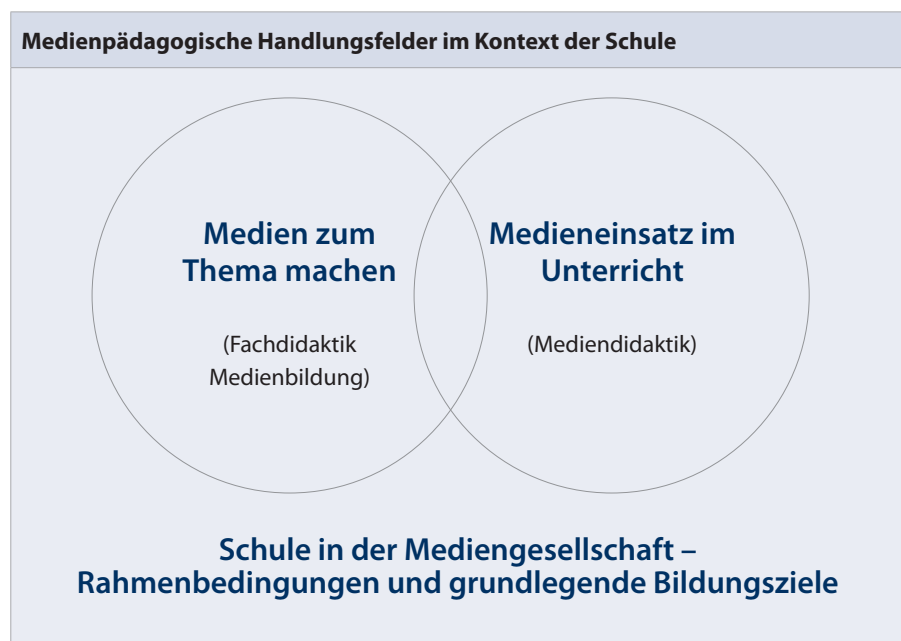 Medienpädagogische Handlungsfelder im Kontext der Schule
Medien zum
Thema machen
(Fachdidaktik
Medienbildung)
Medieneinsatz im
Unterricht
(Mediendidaktik)
Schule in der Mediengesellschaft –
Rahmenbedingungen und grundlegende Bildungsziele